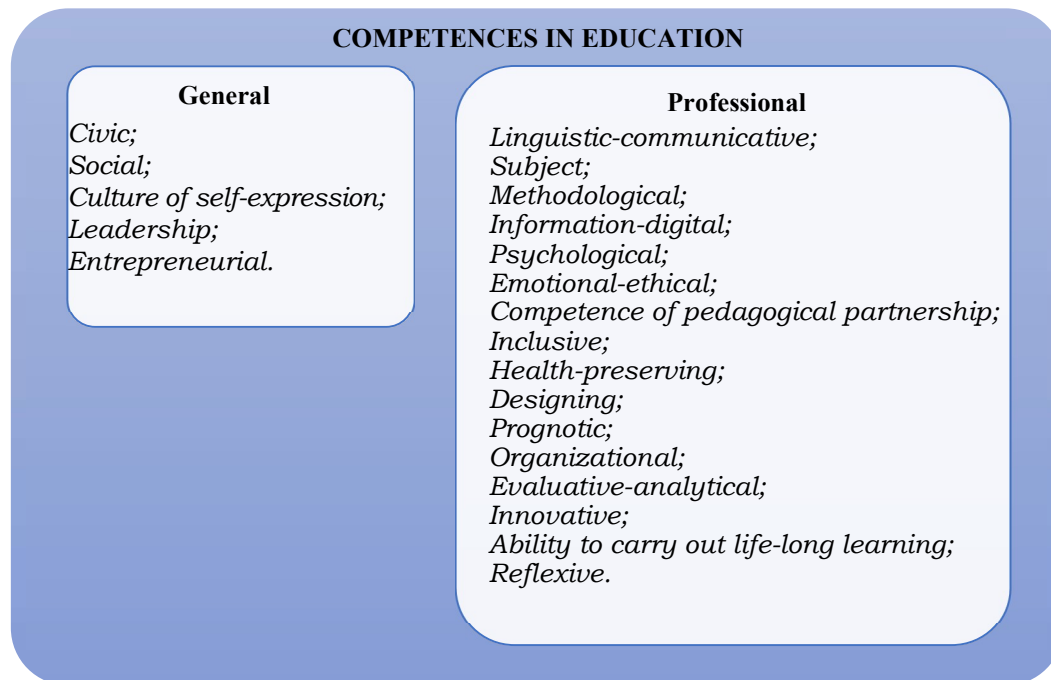 COMPETENCES IN EDUCATION
General
Civic;
Social;
Culture of self-expression;
Leadership;
Entrepreneurial.
Professional
Linguistic-communicative;
Subject;
Methodological;
Information-digital;
Psychological;
Emotional-ethical;
Competence of pedagogical partnership;
Inclusive;
Health-preserving;
Designing;
Prognotic;
Organizational;
Evaluative-analytical;
Innovative;
Ability to carry out life-long learning;
Reflexive.